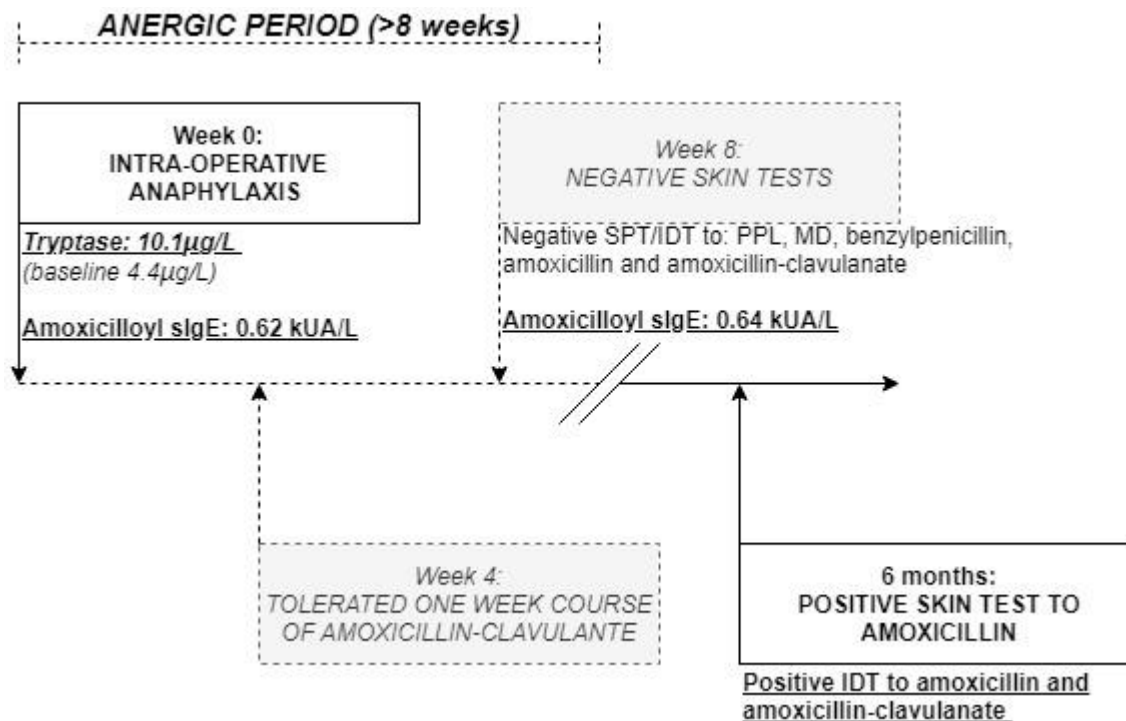 ANERGIC PERIOD (>8 weeks)
Week 0:
INTRA-OPERATIVE
ANAPHYLAXIS
Tryptase: 10.1µg/L
(baseline 4.4µg/L)
Amoxicilloyl sIgE: 0.62 kUA/L
Week 8:
NEGATIVE SKIN TESTS
Negative SPT/IDT to: PPL, MD, benzylpenicillin,
amoxicillin and amoxicillin-clavulanate
Amoxicilloyl sIgE: 0.64 kUA/L
Week 4:
TOLERATED ONE WEEK COURSE
OF AMOXICILLIN-CLAVULANTE
6 months:
POSITIVE SKIN TEST TO
AMOXICILLIN
Positive IDT to amoxicillin and
amoxicillin-clavulanate